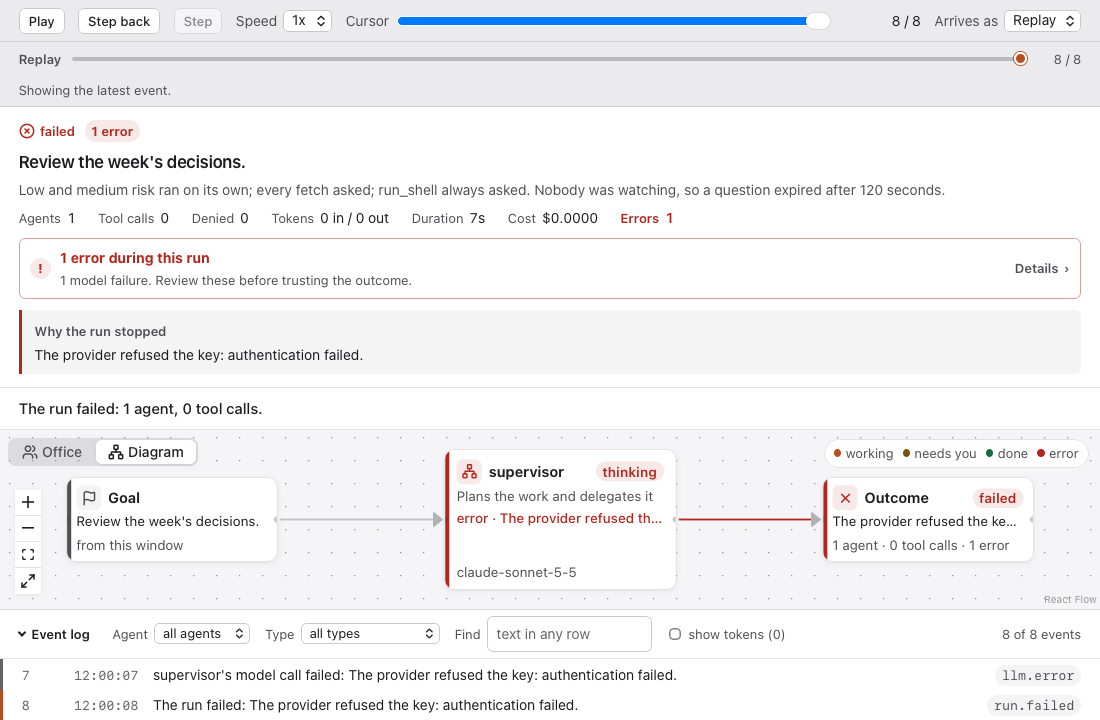 Play Step back Step Speed 1x Cursor 8 / 8 Arrives as Replay
Replay 8 / 8
Showing the latest event.
failed 1 error
Review the week's decisions.
Low and medium risk ran on its own; every fetch asked; run_shell always asked. Nobody was watching, so a question expired after 120 seconds.
Agents 1 Tool calls 0 Denied 0 Tokens 0 in / 0 out Duration 7s Cost $0.0000 Errors 1
! 1 error during this run
1 model failure. Review these before trusting the outcome.
Details ›
Why the run stopped
The provider refused the key: authentication failed.
The run failed: 1 agent, 0 tool calls.
Office Diagram
working needs you done error
Goal
Review the week's decisions.
from this window
supervisor thinking
Plans the work and delegates it
error · The provider refused th...
claude-sonnet-5-5
Outcome failed
The provider refused the ke...
1 agent · 0 tool calls · 1 error
React Flow
Event log Agent all agents Type all types Find text in any row show tokens (0) 8 of 8 events
7 12:00:07 supervisor's model call failed: The provider refused the key: authentication failed. llm.error
8 12:00:08 The run failed: The provider refused the key: authentication failed. run.failed